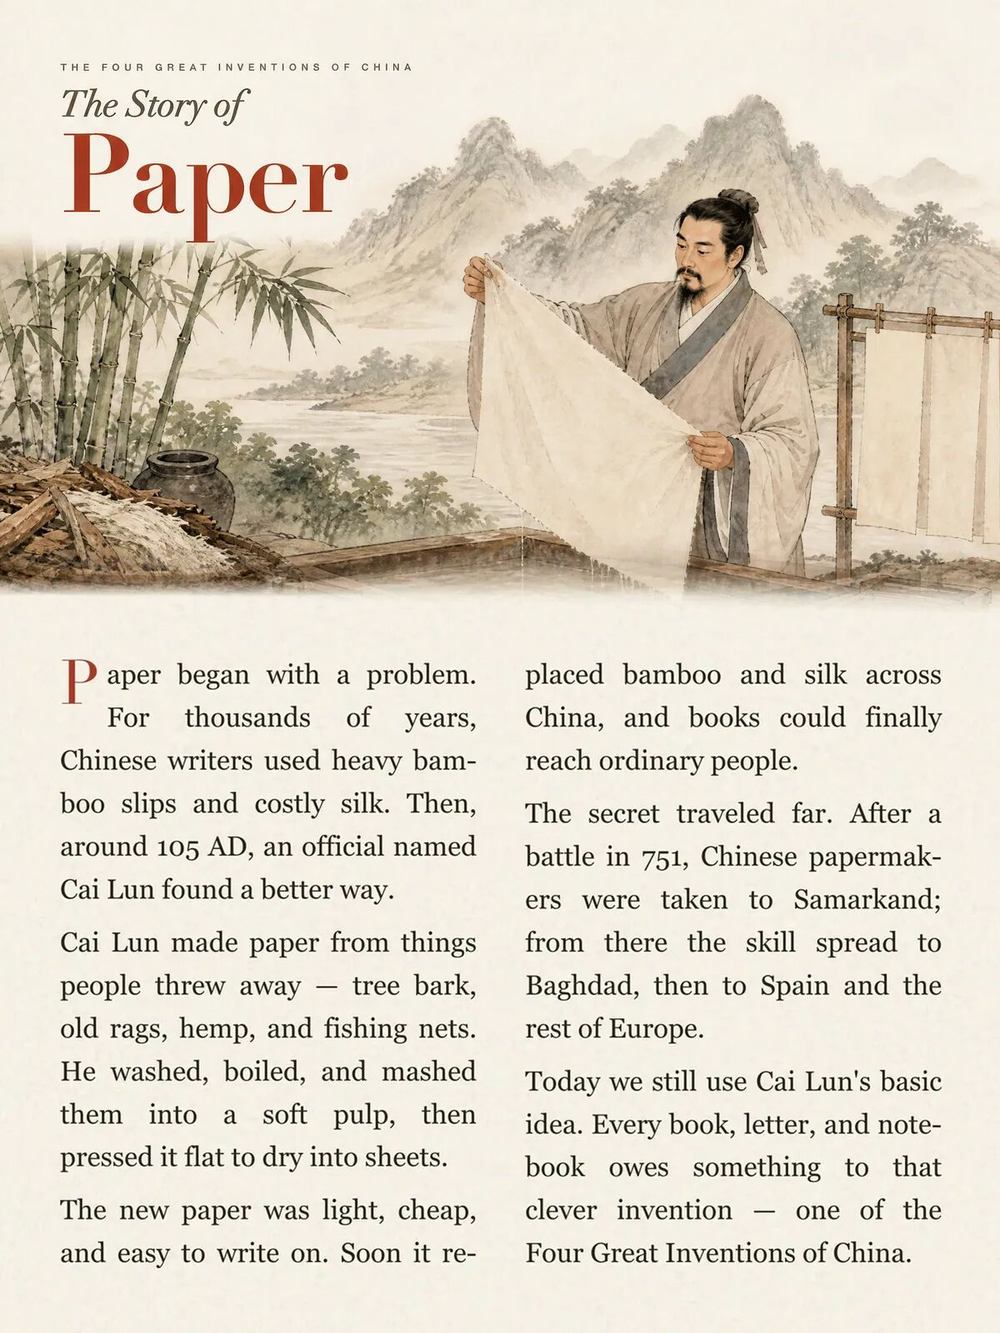 THE FOUR GREAT INVENTIONS OF CHINA
The Story of
Paper
Paper began with a problem.
For thousands of years,
Chinese writers used heavy bam-
boo slips and costly silk. Then,
around 105 AD, an official named
Cai Lun found a better way.
Cai Lun made paper from things
people threw away — tree bark,
old rags, hemp, and fishing nets.
He washed, boiled, and mashed
them into a soft pulp, then
pressed it flat to dry into sheets.
The new paper was light, cheap,
and easy to write on. Soon it re-
placed bamboo and silk across
China, and books could finally
reach ordinary people.
The secret traveled far. After a
battle in 751, Chinese papermak-
ers were taken to Samarkand;
from there the skill spread to
Baghdad, then to Spain and the
rest of Europe.
Today we still use Cai Lun's basic
idea. Every book, letter, and note-
book owes something to that
clever invention — one of the
Four Great Inventions of China.